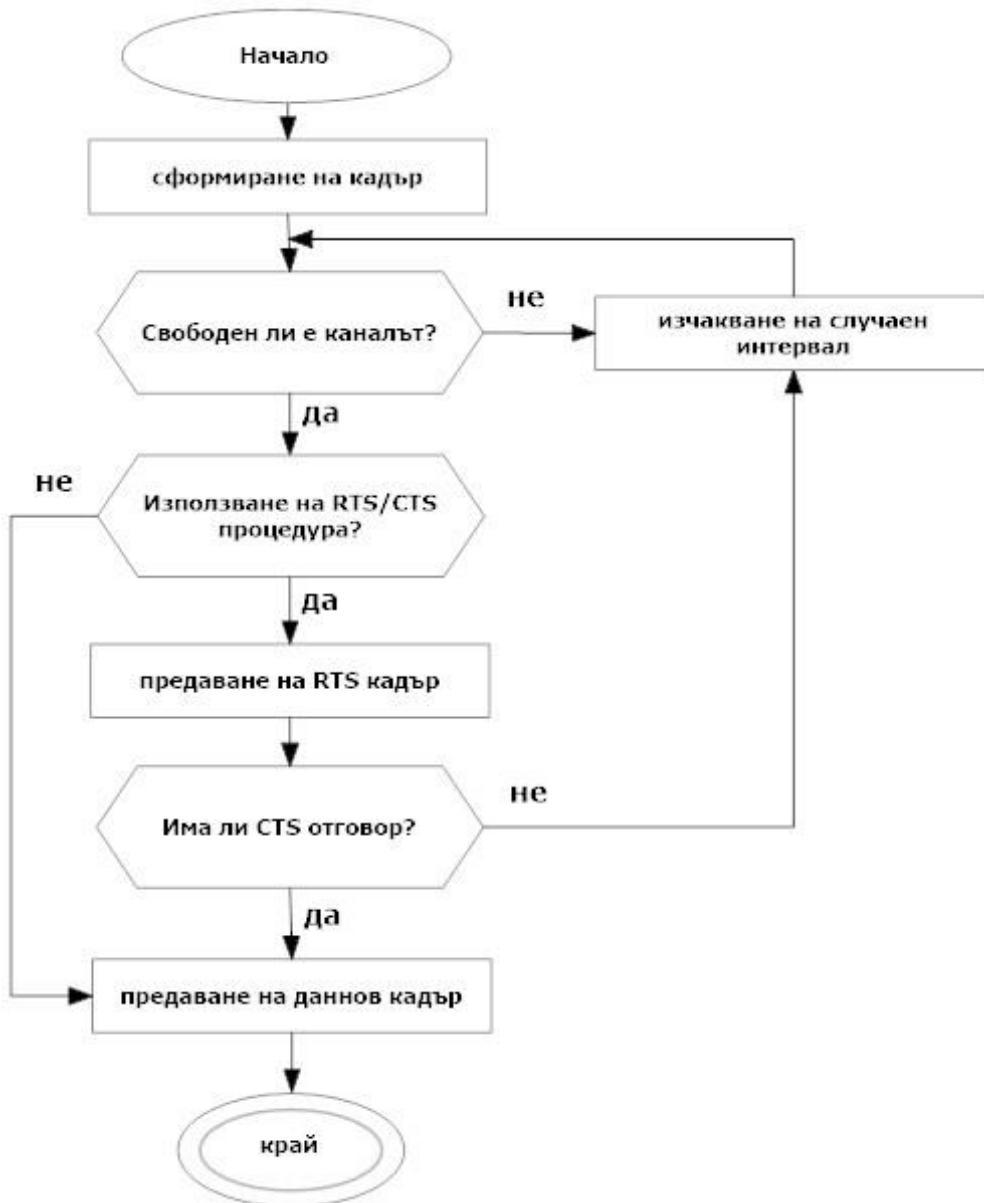 Начало
сформиране на кадър
Свободен ли е каналът?
не
изчакване на случаен
интервал
да
не
Използване на RTS/CTS
процедура?
да
предаване на RTS кадър
Има ли CTS отговор?
не
да
предаване на даннов кадър
край